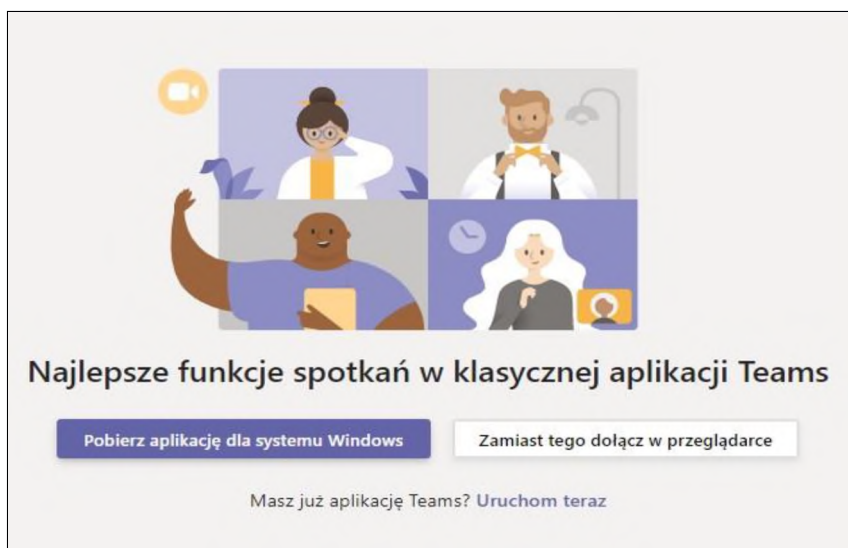 Najlepsze funkcje spotkań w klasycznej aplikacji Teams
Pobierz aplikację dla systemu Windows
Zamiast tego dołącz w przeglądarce
Masz już aplikację Teams? Uruchom teraz